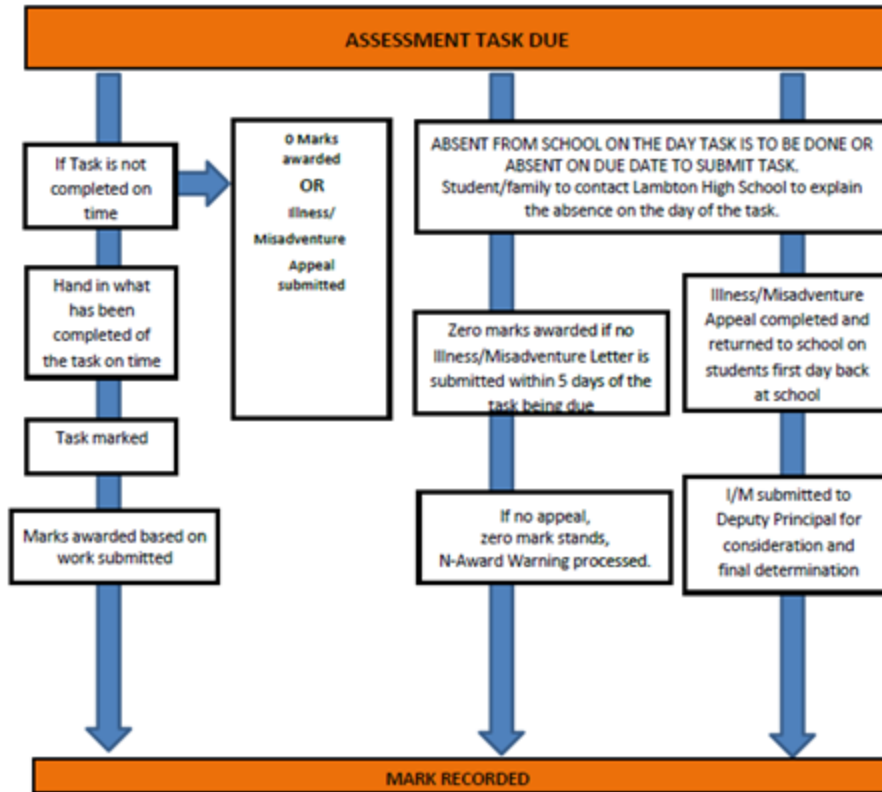 ASSESSMENT TASK DUE
If Task is not
completed on
time
Hand in what
has been
completed of
the task on time
Task marked
Marks awarded based on
work submitted
0 Marks
awarded
OR
Illness/
Misadventure
Appeal
submitted
ABSENT FROM SCHOOL ON THE DAY TASK IS TO BE DONE OR
ABSENT ON DUE DATE TO SUBMIT TASK.
Student/family to contact Lambton High School to explain
the absence on the day of the task.
Zero marks awarded if no
Illness/Misadventure Letter is
submitted within 5 days of the
task being due
If no appeal,
zero mark stands,
N-Award Warning processed.
Illness/Misadventure
Appeal completed and
returned to school on
students first day back
at school
I/M submitted to
Deputy Principal for
consideration and
final determination
MARK RECORDED